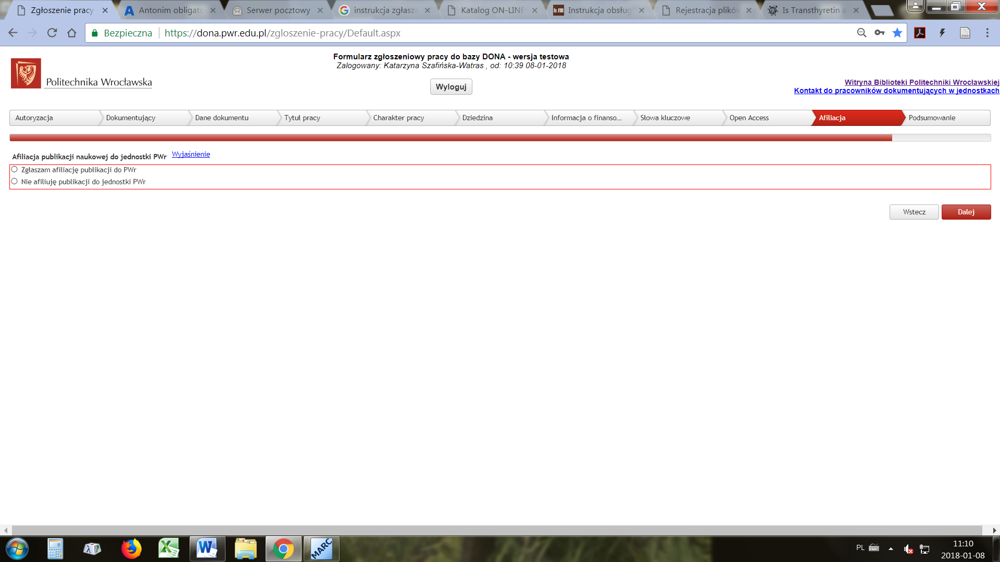 Zgłoszenie pracy
Antonim obligato
Serwer pocztowy
instrukcja zgłasza
Katalog ON-LINE
Instrukcja obsług
Rejestracja plików
Is Transthyretin a
Bezpieczna
https://dona.pwr.edu.pl/zgloszenie-pracy/Default.aspx
Formularz zgłoszeniowy pracy do bazy DONA - wersja testowa
Zalogowany: Katarzyna Szafińska-Watras , od: 10:39 08-01-2018
Politechnika Wrocławska
Wyloguj
Witryna Biblioteki Politechniki Wrocławskiej
Kontakt do pracowników dokumentujących w jednostkach
Autoryzacja
Dokumentujący
Dane dokumentu
Tytuł pracy
Charakter pracy
Dziedzina
Informacja o finanso...
Słowa kluczowe
Open Access
Afiliacja
Podsumowanie
Afiliacja publikacji naukowej do jednostki PWr
Wyjaśnienie
Zgłaszam afiliację publikacji do PWr
Nie afiliuję publikacji do jednostki PWr
Wstecz
Dalej
MARC
PL
11:10
2018-01-08